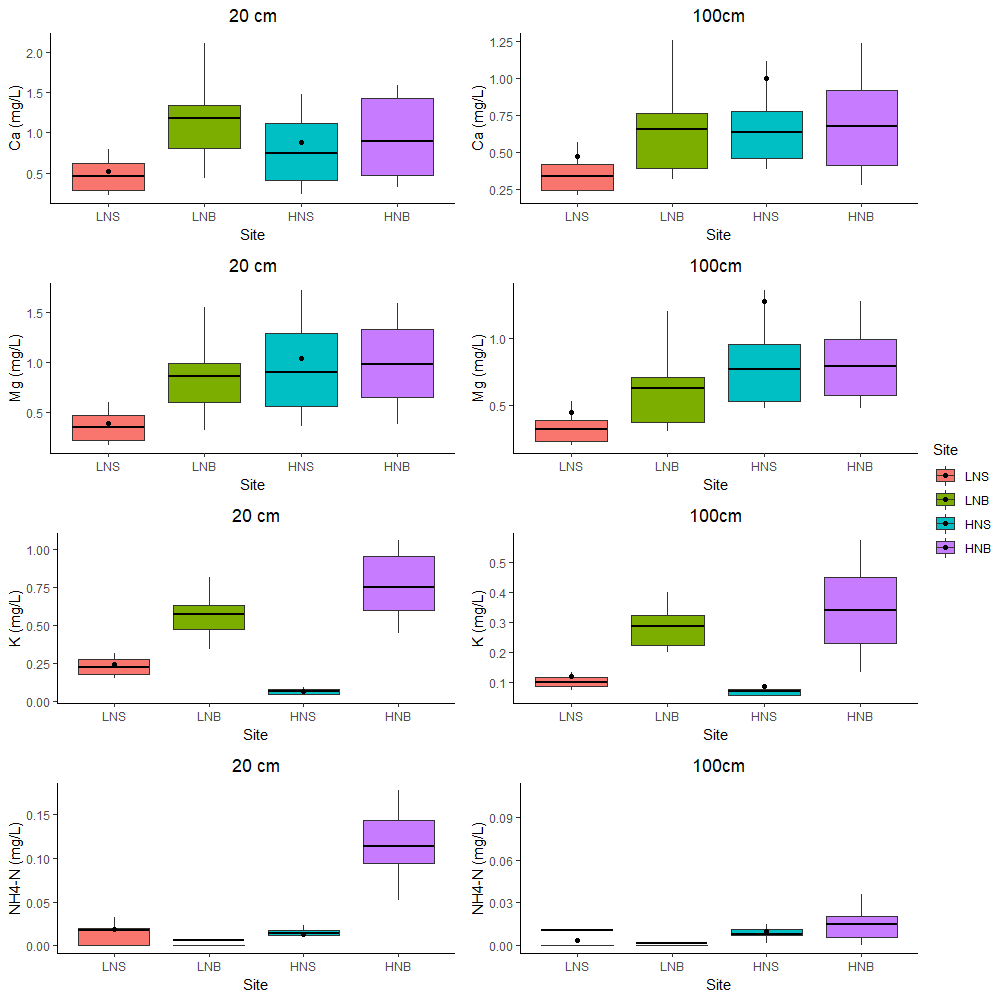 20 cm
Ca (mg/L)
2.0
1.5
1.0
0.5
LNS LNB HNS HNB
Site
100cm
Ca (mg/L)
1.25
1.00
0.75
0.50
0.25
LNS LNB HNS HNB
Site
20 cm
Mg (mg/L)
1.5
1.0
0.5
LNS LNB HNS HNB
Site
100cm
Mg (mg/L)
1.0
0.5
LNS LNB HNS HNB
Site
20 cm
K (mg/L)
1.00
0.75
0.50
0.25
0.00
LNS LNB HNS HNB
Site
100cm
K (mg/L)
0.5
0.4
0.3
0.2
0.1
LNS LNB HNS HNB
Site
20 cm
NH4-N (mg/L)
0.15
0.10
0.05
0.00
LNS LNB HNS HNB
Site
100cm
NH4-N (mg/L)
0.09
0.06
0.03
0.00
LNS LNB HNS HNB
Site
Site
LNS
LNB
HNS
HNB